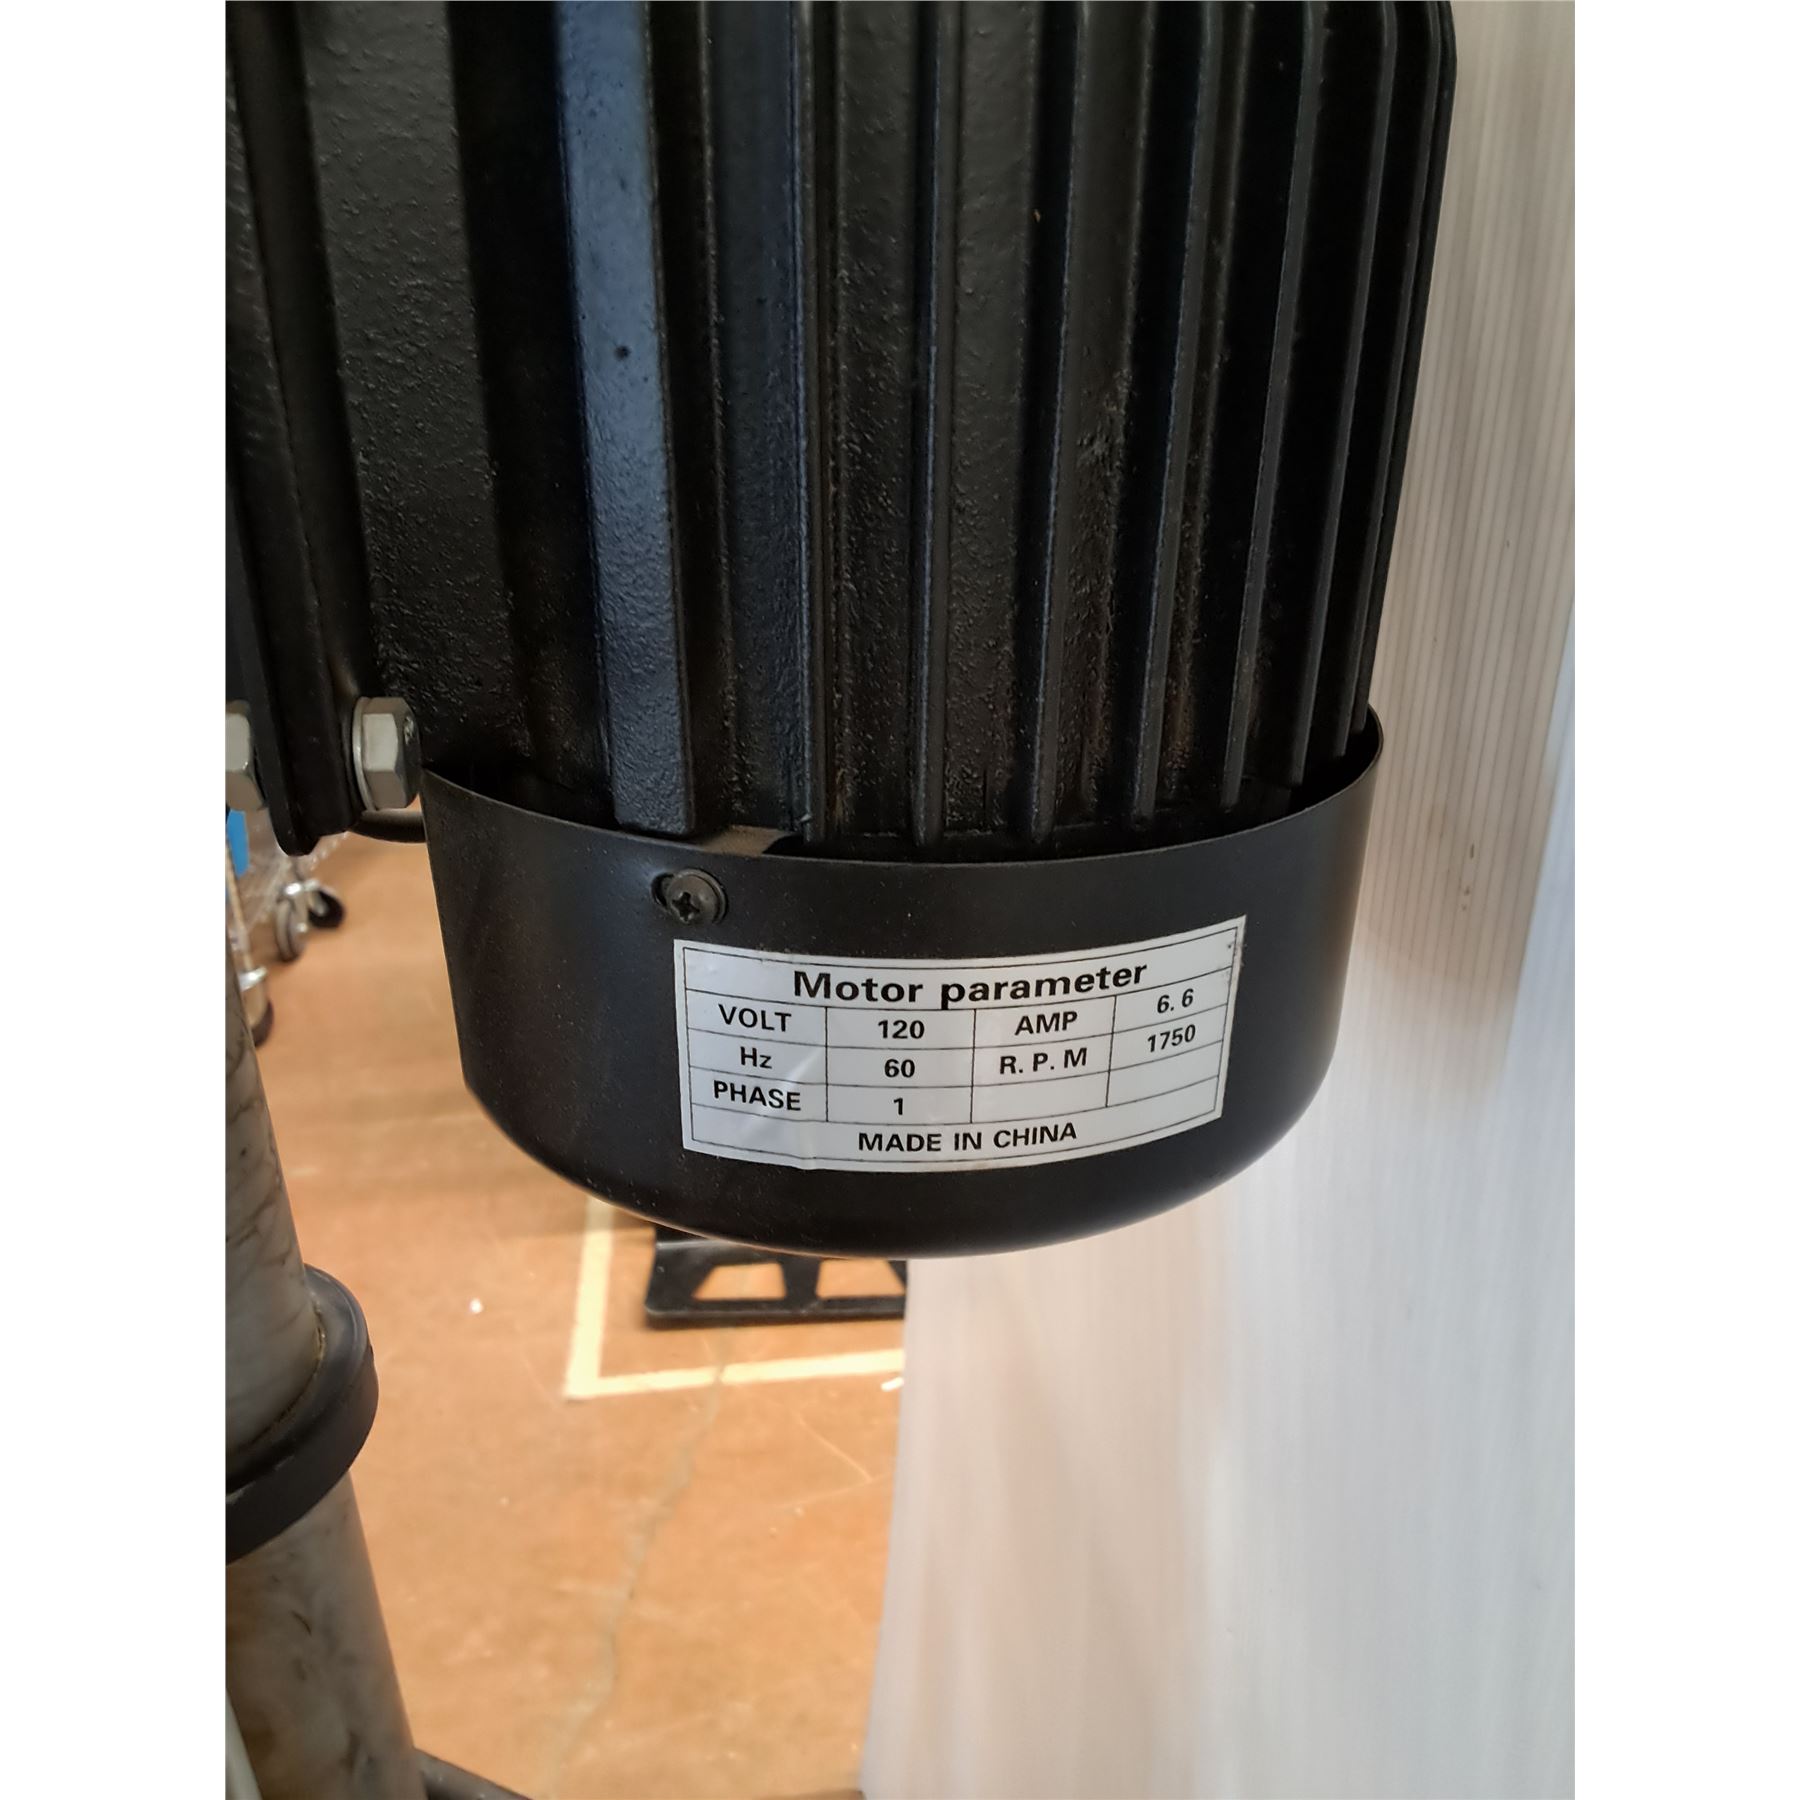 Motor parameter
VOLT 120 AMP 6.6
Hz 60 R.P.M 1750
PHASE 1
MADE IN CHINA